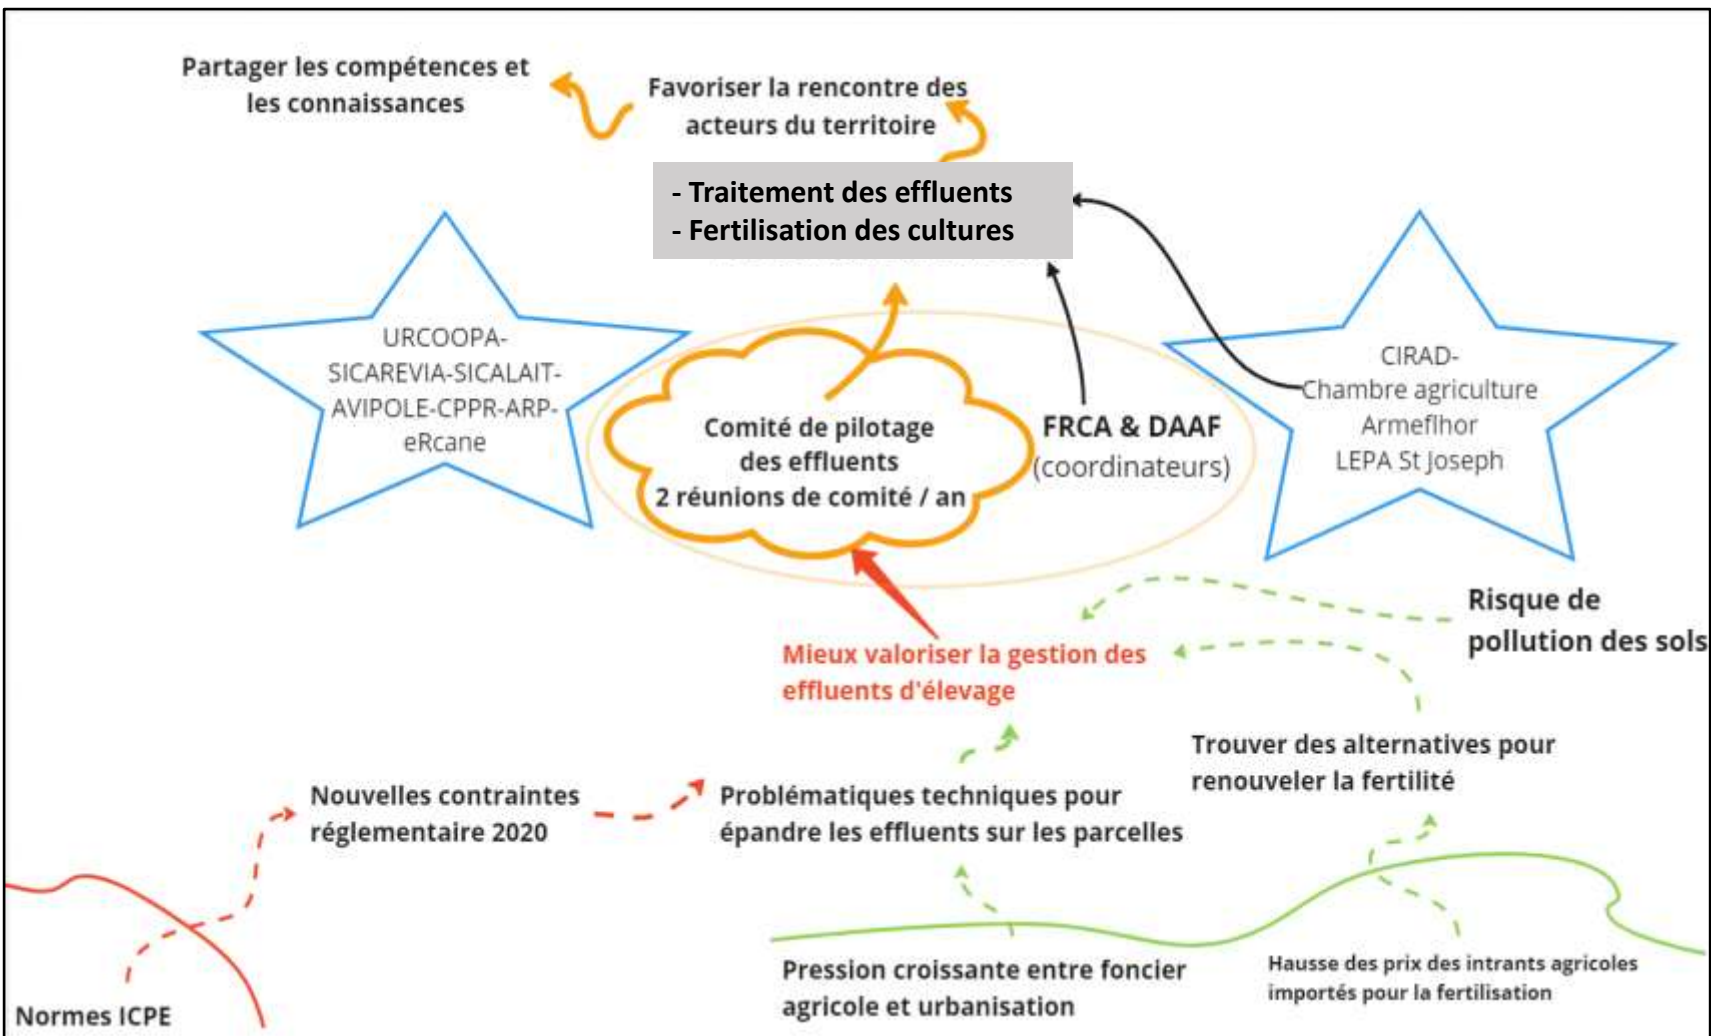 Partager les compétences et
les connaissances
Favoriser la rencontre des
acteurs du territoire
- Traitement des effluents
- Fertilisation des cultures
URCOOPA-
SICAREVIA-SICALAIT-
AVIPOLE-CPPR-ARP-
eRcane
Comité de pilotage
des effluents
2 réunions de comité / an
FRCA & DAAF
(coordinateurs)
CIRAD-
Chambre agriculture
Armeflhor
LEPA St Joseph
Risque de
pollution des sols
Mieux valoriser la gestion des
effluents d'élevage
Trouver des alternatives pour
renouveler la fertilité
Nouvelles contraintes
réglementaire 2020
Problématiques techniques pour
épandre les effluents sur les parcelles
Pression croissante entre foncier
agricole et urbanisation
Hausse des prix des intrants agricoles
importés pour la fertilisation
Normes ICPE